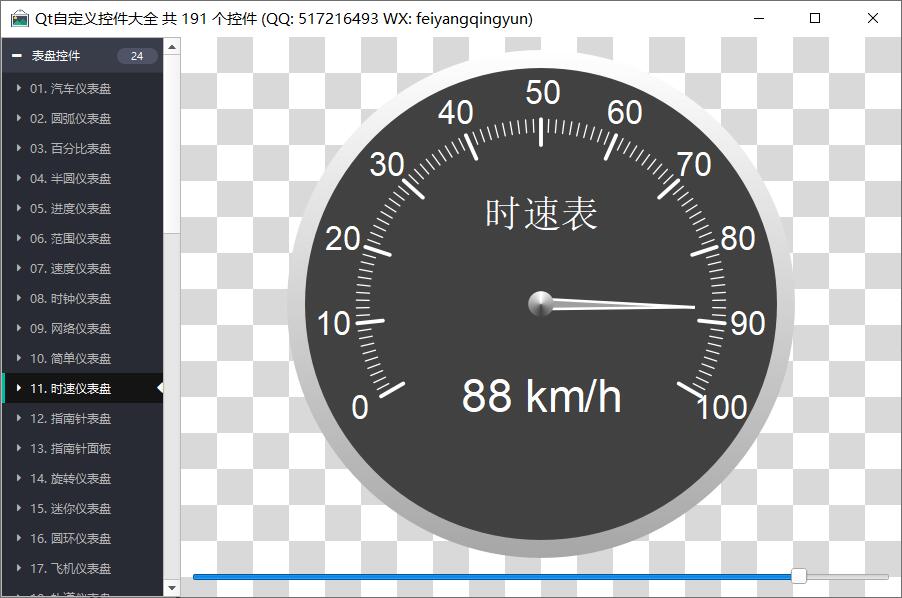 Qt自定义控件大全 共 191 个控件 (QQ: 517216493 WX: feiyangqingyun)
表盘控件 24
01. 汽车仪表盘
02. 圆弧仪表盘
03. 百分比表盘
04. 半圆仪表盘
05. 进度仪表盘
06. 范围仪表盘
07. 速度仪表盘
08. 时钟仪表盘
09. 网络仪表盘
10. 简单仪表盘
11. 时速仪表盘
12. 指南针表盘
13. 指南针面板
14. 旋转仪表盘
15. 迷你仪表盘
16. 圆环仪表盘
17. 飞机仪表盘
50
40
60
30
70
时速表
20
80
10
90
88 km/h
0
100